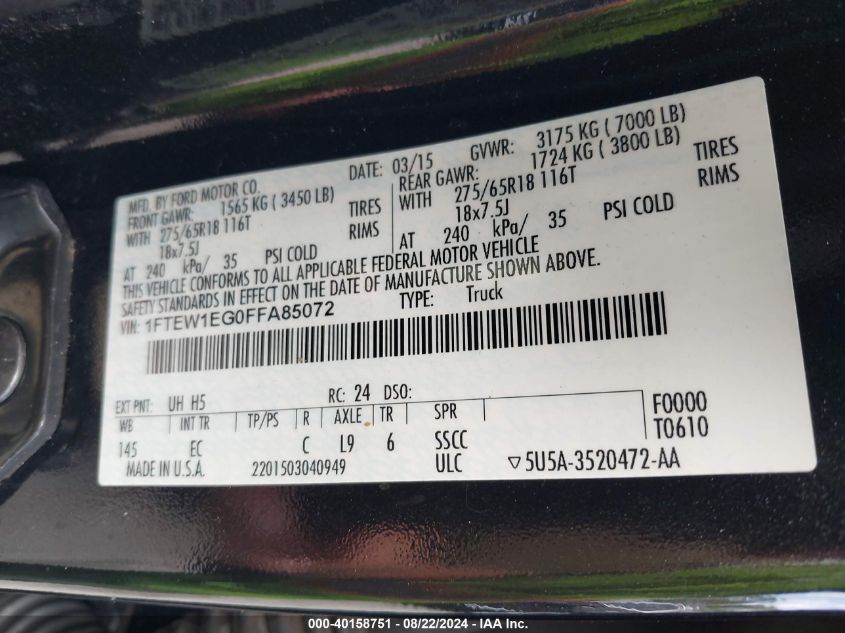 MFD. BY FORD MOTOR CO.
DATE: 03/15 GVWR: 3175 KG ( 7000 LB)
FRONT GAWR: 1565 KG ( 3450 LB)
WITH 275/65R18 116T TIRES
18x7.5J RIMS
AT 240 kPa/ 35 PSI COLD
REAR GAWR: 1724 KG ( 3800 LB)
WITH 275/65R18 116T TIRES
18x7.5J RIMS
AT 240 kPa/ 35 PSI COLD
THIS VEHICLE CONFORMS TO ALL APPLICABLE FEDERAL MOTOR VEHICLE
SAFETY STANDARDS IN EFFECT ON THE DATE OF MANUFACTURE SHOWN ABOVE.
VIN: 1FTEW1EG0FFA85072 TYPE: Truck
EXT PNT: UH H5 RC: 24 DSO:
WB INT TR TP/PS R AXLE TR SPR F0000
145 EC C L9 6 SSCC T0610
MADE IN U.S.A. 2201503040949 ULC ▽5U5A-3520472-AA
000-40158751 - 08/22/2024 - IAA Inc.